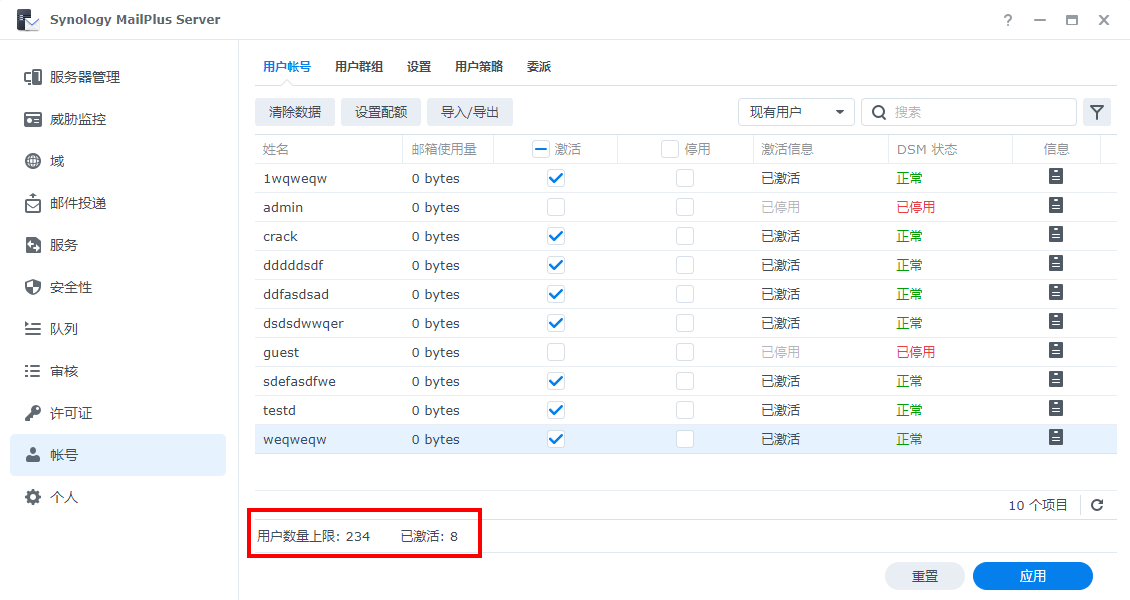 Synology MailPlus Server
?
服务器管理
威胁监控
域
邮件投递
服务
安全性
队列
审核
许可证
帐号
个人
用户帐号 用户群组 设置 用户策略 委派
清除数据 设置配额 导入/导出 现有用户 搜索
姓名 邮箱使用量 激活 停用 激活信息 DSM 状态 信息
1wqweqw 0 bytes 已激活 正常
admin 0 bytes 已停用 已停用
crack 0 bytes 已激活 正常
dddddsdf 0 bytes 已激活 正常
ddfasdsad 0 bytes 已激活 正常
dsdsdwwqer 0 bytes 已激活 正常
guest 0 bytes 已停用 已停用
sdefasdfwe 0 bytes 已激活 正常
testd 0 bytes 已激活 正常
weqweqw 0 bytes 已激活 正常
10 个项目
用户数量上限: 234 已激活: 8
重置 应用